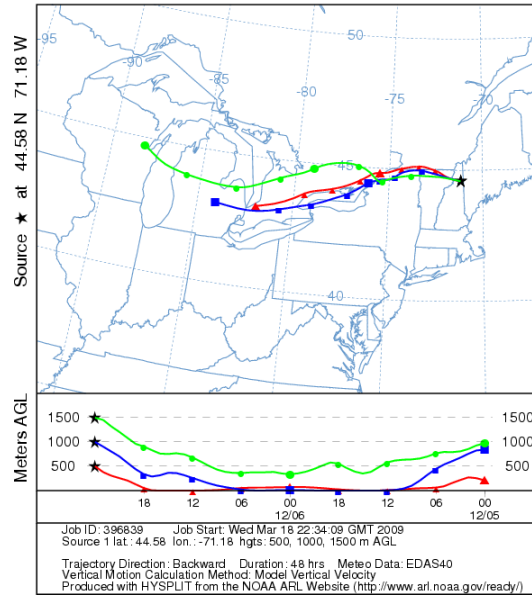 -95
-90
-85
-80
-75
-70
50
45
40
Source ★ at 44.58 N 71.18 W
Meters AGL
1500 1500
1000 1000
500 500
18 12 06 00 18 12 06 00
12/06 12/05
Job ID: 396839 Job Start: Wed Mar 18 22:34:09 GMT 2009
Source 1 lat.: 44.58 lon.: -71.18 hgts: 500, 1000, 1500 m AGL
Trajectory Direction: Backward Duration: 48 hrs Meteo Data: EDAS40
Vertical Motion Calculation Method: Model Vertical Velocity
Produced with HYSPLIT from the NOAA ARL Website (http://www.arl.noaa.gov/ready/)